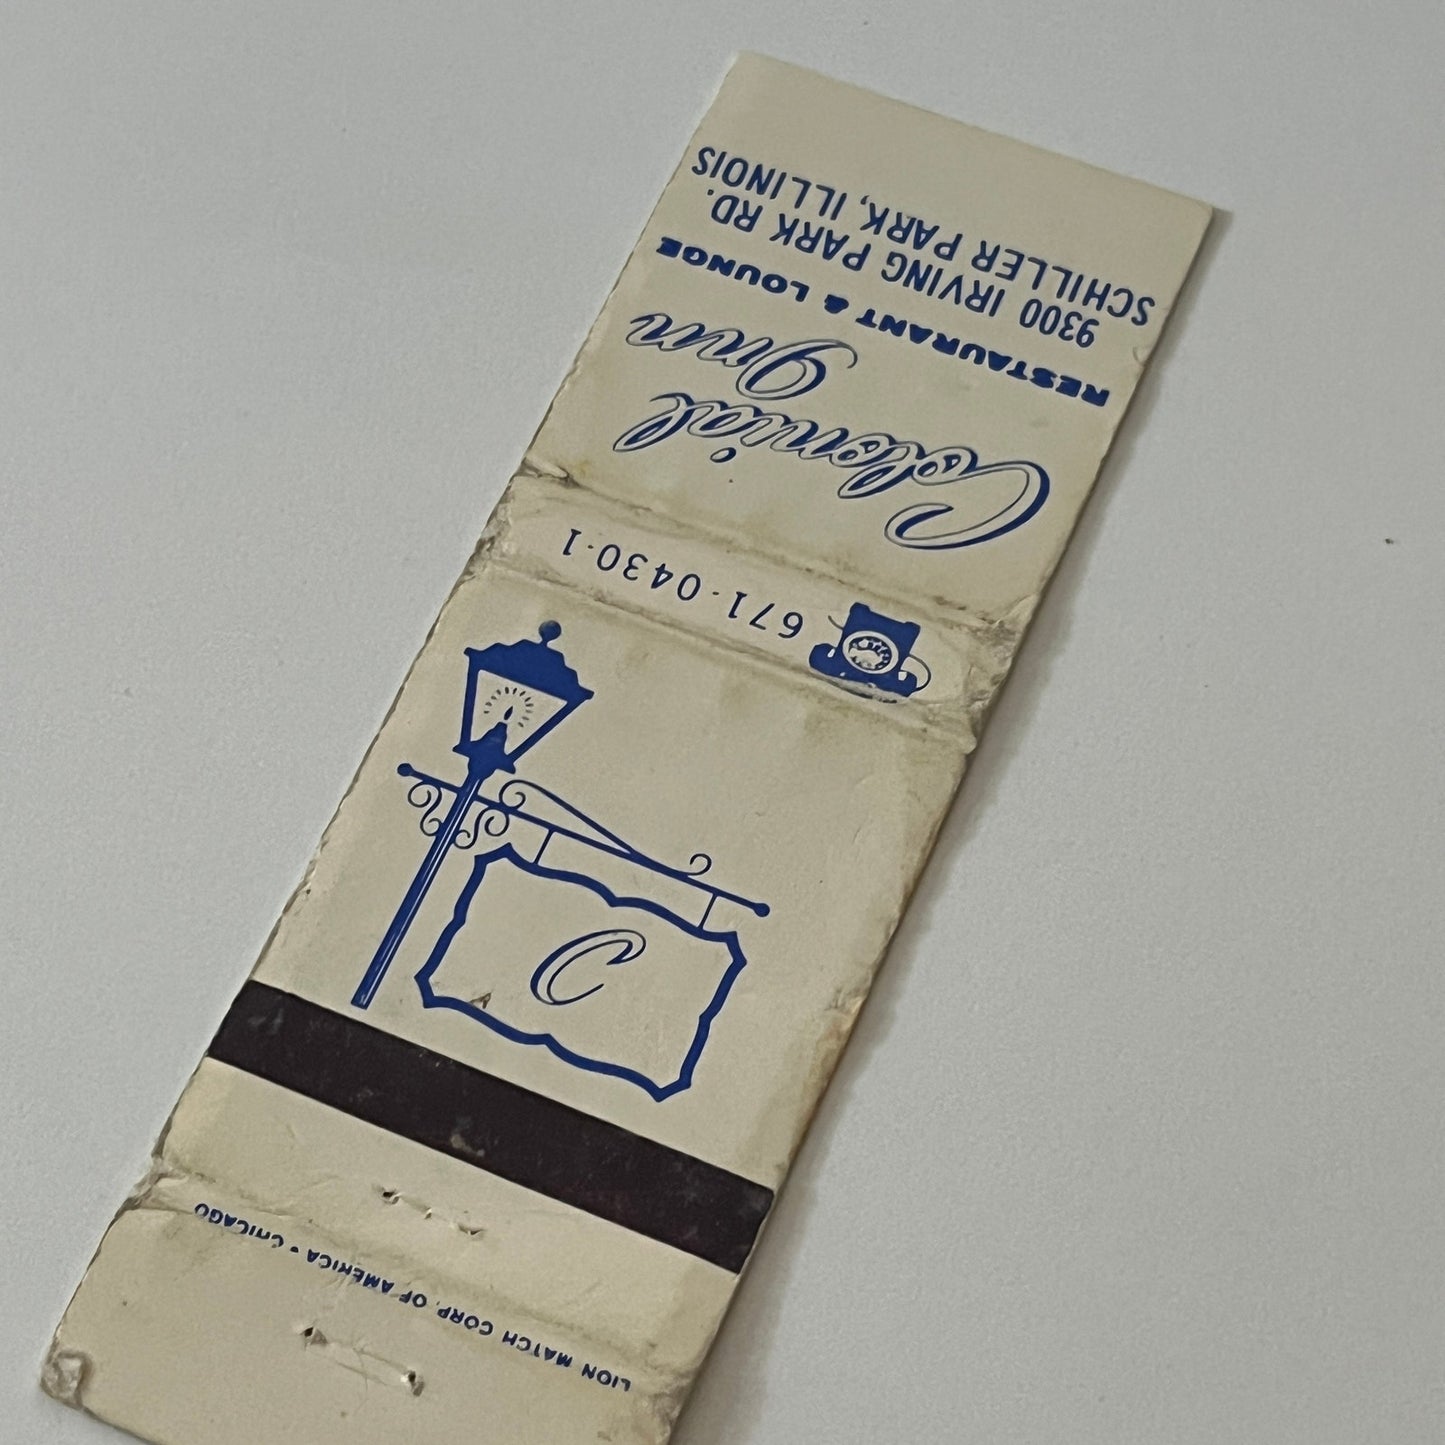 Colonial
Inn
RESTAURANT & LOUNGE
9300 IRVING PARK RD.
SCHILLER PARK, ILLINOIS
671-0430-1
C
LION MATCH CORP. OF AMERICA - CHICAGO